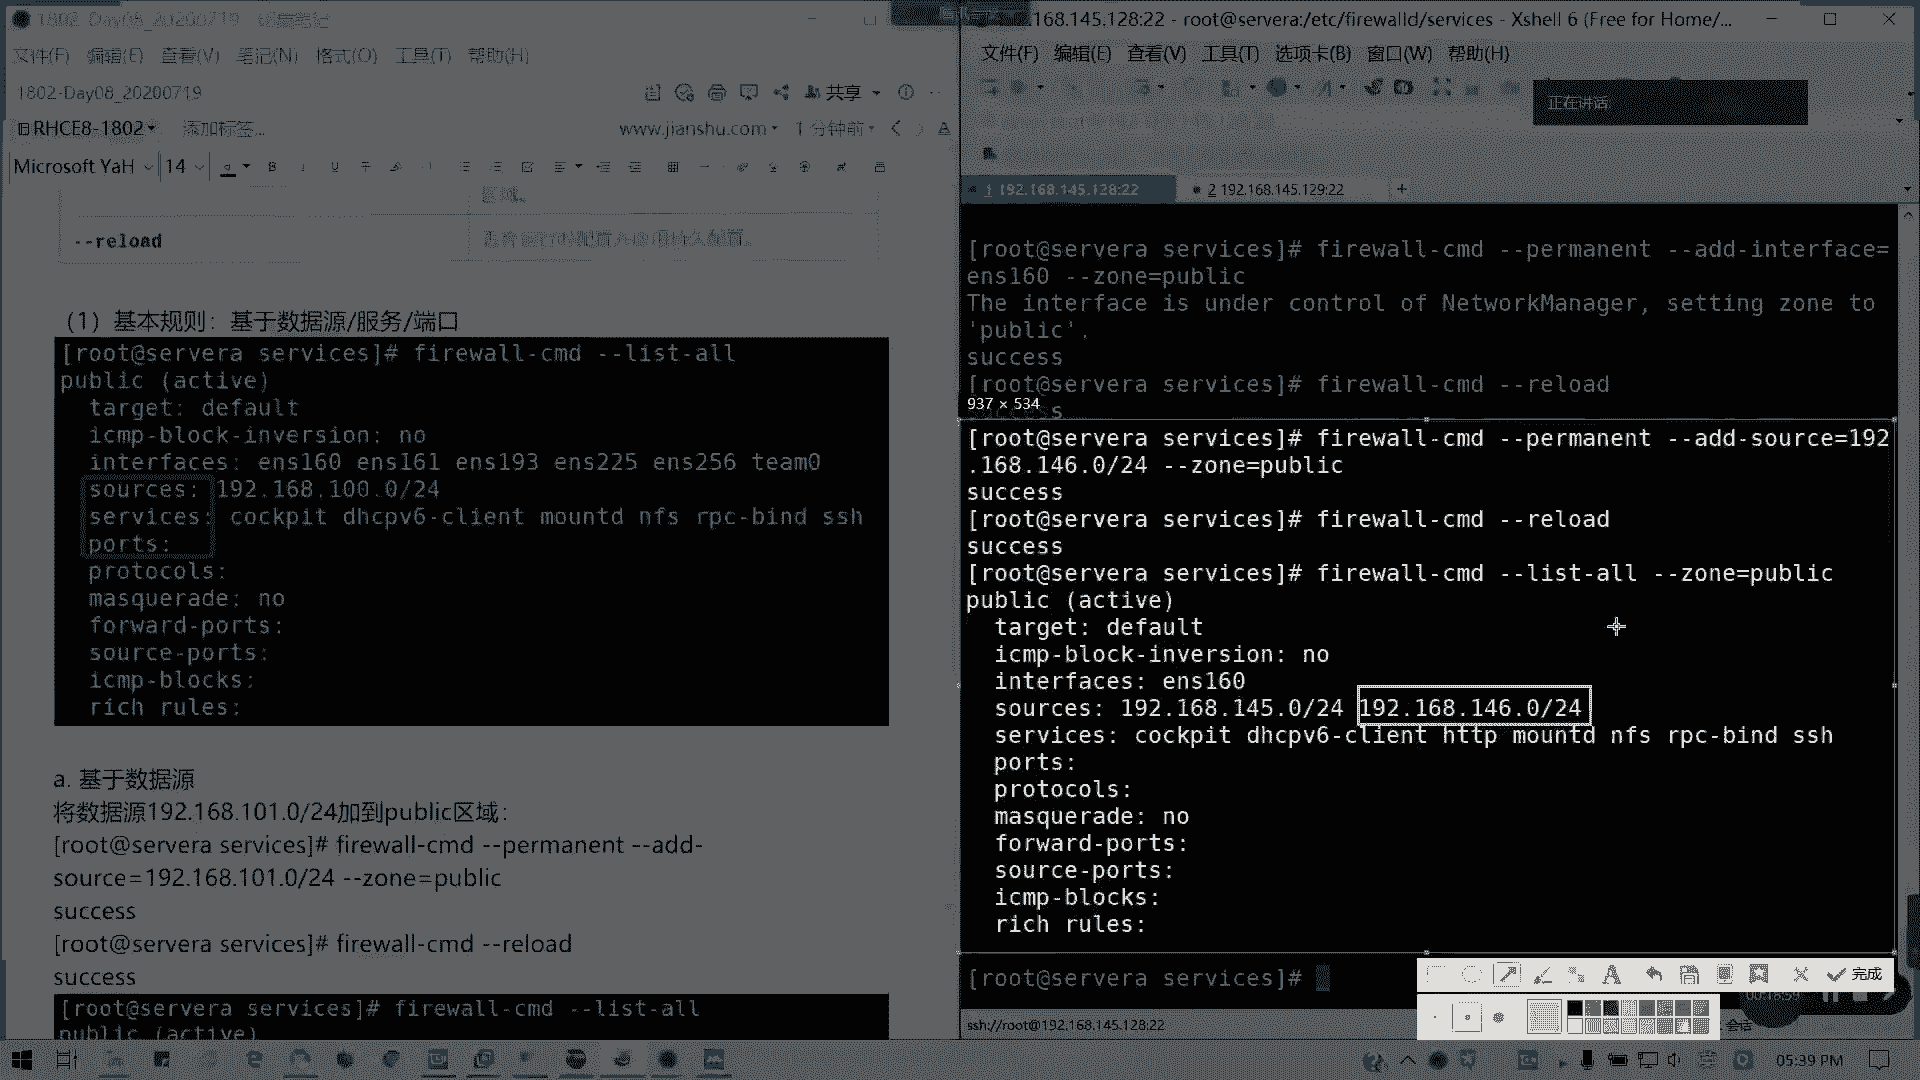 1802-Day08_20200719
文件(F) 编辑(E) 查看(V) 笔记(N) 格式(O) 工具(T) 帮助(H)
1802-Day08_20200719
共享
RHCE8-1802
添加标签...
www.jianshu.com
1 分钟前
Microsoft YaH
14
区域。
--reload
(1) 基本规则：基于数据源/服务/端口
[root@servera services]# firewall-cmd --list-all
public (active)
target: default
icmp-block-inversion: no
interfaces: ens160 ens161 ens193 ens225 ens256 team0
sources: 192.168.100.0/24
services: cockpit dhcpv6-client mountd nfs rpc-bind ssh
ports:
protocols:
masquerade: no
forward-ports:
source-ports:
icmp-blocks:
rich rules:
a. 基于数据源
将数据源192.168.101.0/24加到public区域：
[root@servera services]# firewall-cmd --permanent --add-
source=192.168.101.0/24 --zone=public
success
[root@servera services]# firewall-cmd --reload
success
[root@servera services]# firewall-cmd --list-all
public (active)
168.145.128:22 - root@servera:/etc/firewalld/services - Xshell 6 (Free for Home/...
文件(F) 编辑(E) 查看(V) 工具(T) 选项卡(B) 窗口(W) 帮助(H)
正在讲话:
1 192.168.145.128:22
2 192.168.145.129:22
[root@servera services]# firewall-cmd --permanent --add-interface=
ens160 --zone=public
The interface is under control of NetworkManager, setting zone to
'public'.
success
[root@servera services]# firewall-cmd --reload
937 × 534
[root@servera services]# firewall-cmd --permanent --add-source=192
.168.146.0/24 --zone=public
success
[root@servera services]# firewall-cmd --reload
success
[root@servera services]# firewall-cmd --list-all --zone=public
public (active)
target: default
icmp-block-inversion: no
interfaces: ens160
sources: 192.168.145.0/24 192.168.146.0/24
services: cockpit dhcpv6-client http mountd nfs rpc-bind ssh
ports:
protocols:
masquerade: no
forward-ports:
source-ports:
icmp-blocks:
rich rules:
[root@servera services]#
完成
00:18:59
ssh://root@192.168.145.128:22
会话
05:39 PM